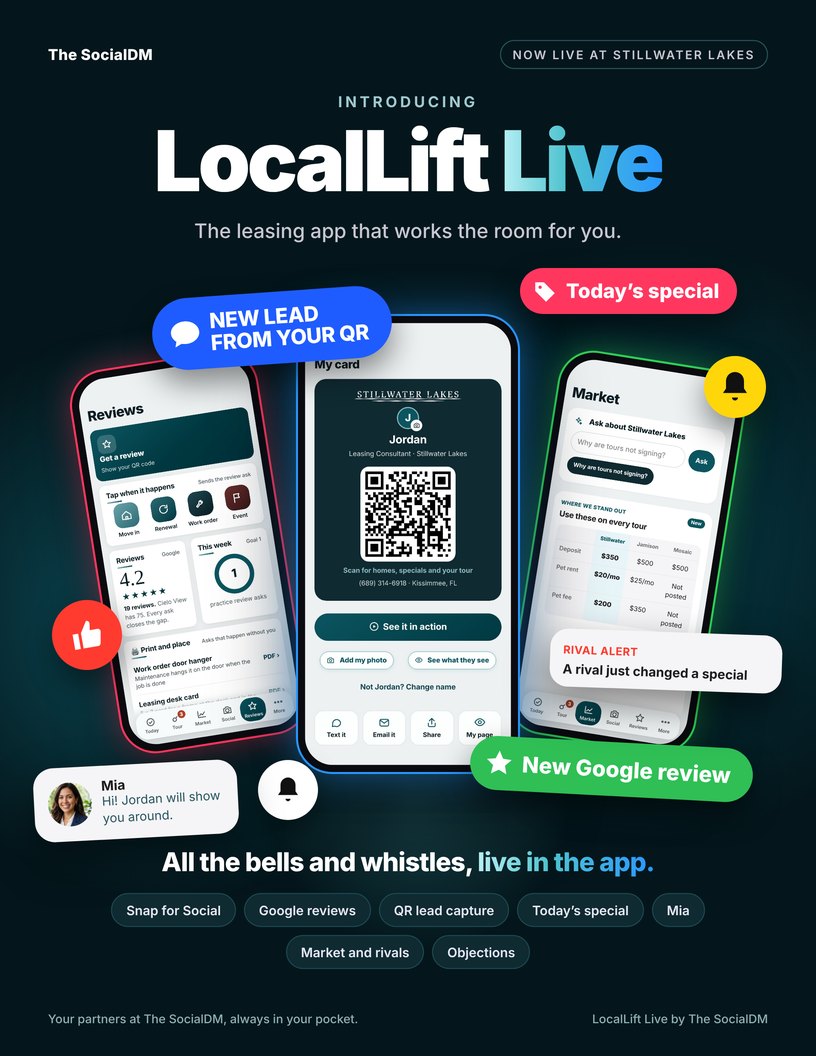 The SocialDM
NOW LIVE AT STILLWATER LAKES
INTRODUCING
LocalLift Live
The leasing app that works the room for you.
Today's special
NEW LEAD
FROM YOUR QR
Reviews
Get a review
Show your QR code
Tap when it happens
Sends the review ask
Move in
Renewal
Work order
Event
Reviews
Google
4.2
★★★★★
19 reviews. Cielo View
has 75. Every ask
closes the gap.
This week
Goal 1
1
practice review asks
Print and place
Asks that happen without you
Work order door hanger
Maintenance hangs it on the door when the
job is done
PDF ›
Leasing desk card
Today
3
Tour
Market
Social
Reviews
More
My card
STILLWATER LAKES
J
Jordan
Leasing Consultant · Stillwater Lakes
Scan for homes, specials and your tour
(689) 314-6918 · Kissimmee, FL
See it in action
Add my photo
See what they see
Not Jordan? Change name
Text it
Email it
Share
My page
Market
Ask about Stillwater Lakes
Why are tours not signing?
Ask
Why are tours not signing?
WHERE WE STAND OUT
Use these on every tour
New
Stillwater
Jamison
Mosaic
Deposit
$350
$500
$500
Pet rent
$20/mo
$25/mo
Not
posted
Pet fee
$200
$350
Not
posted
RIVAL ALERT
A rival just changed a special
Today
3
Tour
Market
Social
Reviews
More
New Google review
Mia
Hi! Jordan will show
you around.
All the bells and whistles, live in the app.
Snap for Social
Google reviews
QR lead capture
Today's special
Mia
Market and rivals
Objections
Your partners at The SocialDM, always in your pocket.
LocalLift Live by The SocialDM